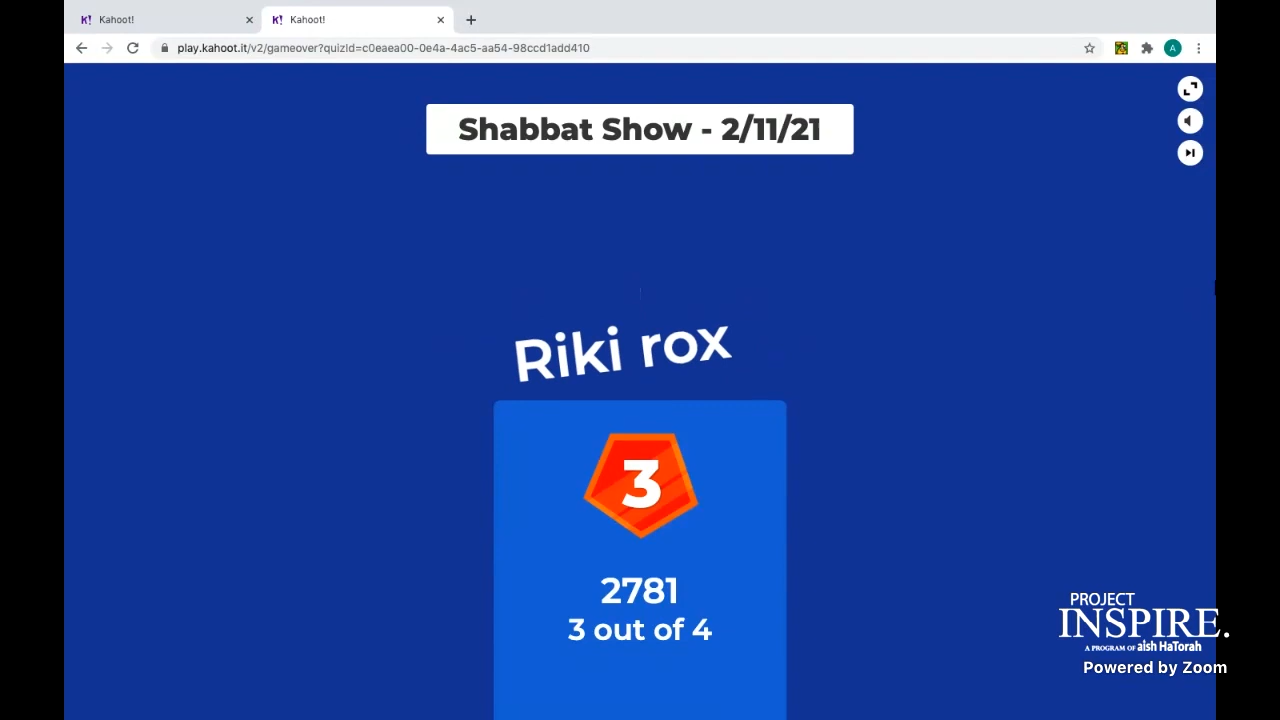 Kahoot!
Kahoot!
play.kahoot.it/v2/gameover?quizid=c0eaea00-0e4a-4ac5-aa54-98ccd1add410
A
Shabbat Show - 2/11/21
Riki rox
3
2781
3 out of 4
PROJECT
INSPIRE.
A PROGRAM OF aish HaTorah
Powered by Zoom